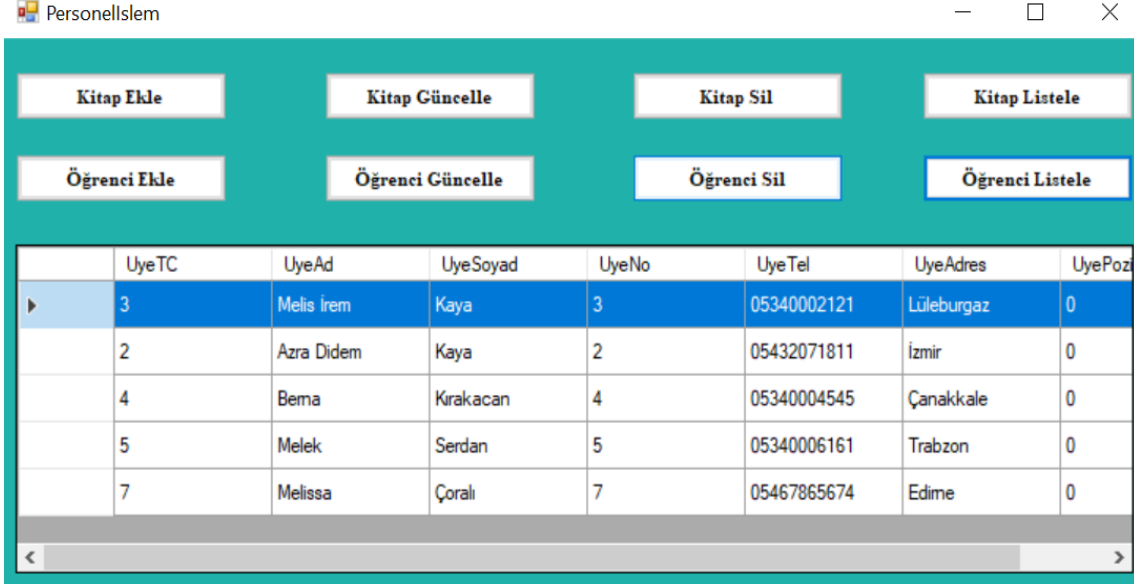 PersonelIslem
Kitap Ekle Kitap Güncelle Kitap Sil Kitap Listele
Öğrenci Ekle Öğrenci Güncelle Öğrenci Sil Öğrenci Listele
UyeTC UyeAd UyeSoyad UyeNo UyeTel UyeAdres UyePozi
3 Melis İrem Kaya 3 05340002121 Lüleburgaz 0
2 Azra Didem Kaya 2 05432071811 İzmir 0
4 Berna Kırakacan 4 05340004545 Çanakkale 0
5 Melek Serdan 5 05340006161 Trabzon 0
7 Melissa Çoralı 7 05467865674 Edirne 0